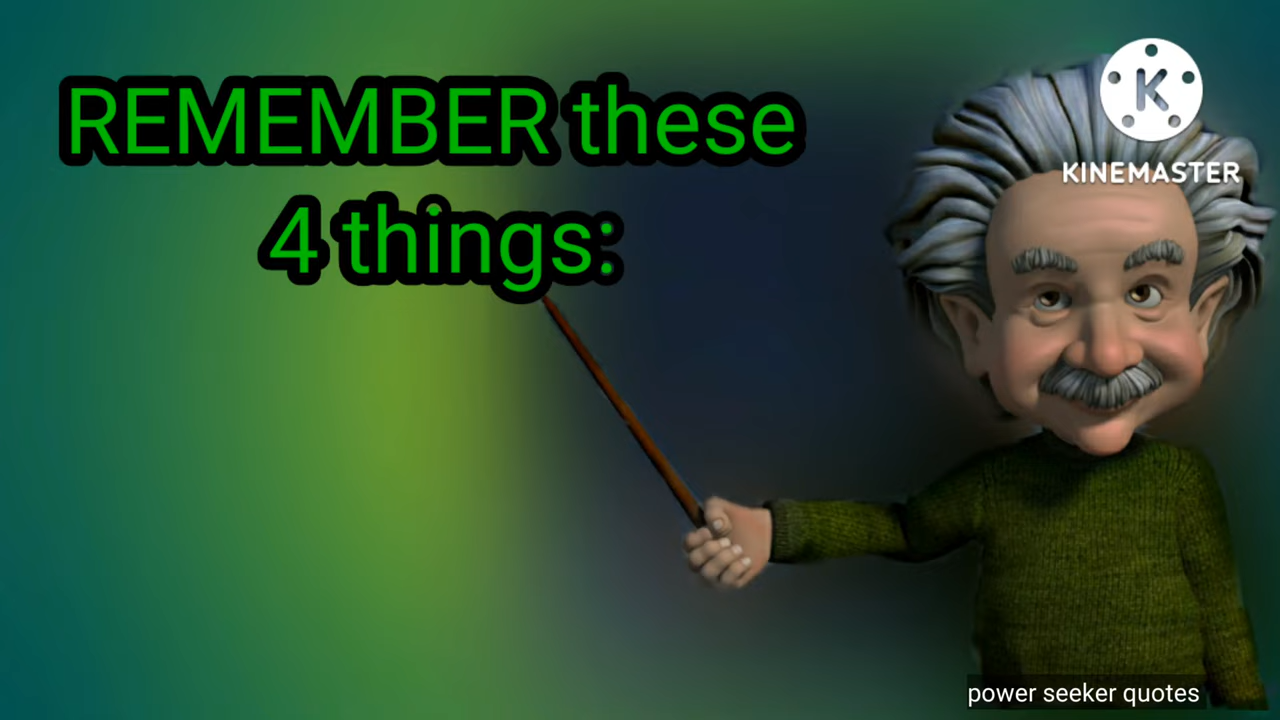 REMEMBER these
4 things:
K
KINEMASTER
power seeker quotes